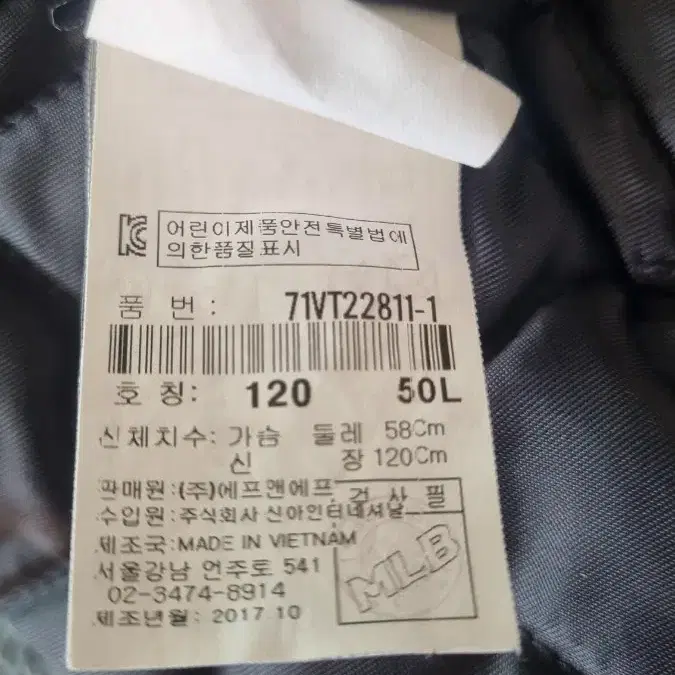 어린이제품안전특별법에
의한품질표시
품 번: 71VT22811-1
호칭: 120 50L
신체치수: 가슴 둘레 58Cm
신 장 120Cm
판매원:(주)에프앤에프
검 사 필
수입원:주식회사 신아인터네셔날
제조국:MADE IN VIETNAM
MLB
서울강남 언주로 541
02-3474-8914
제조년월: 2017.10